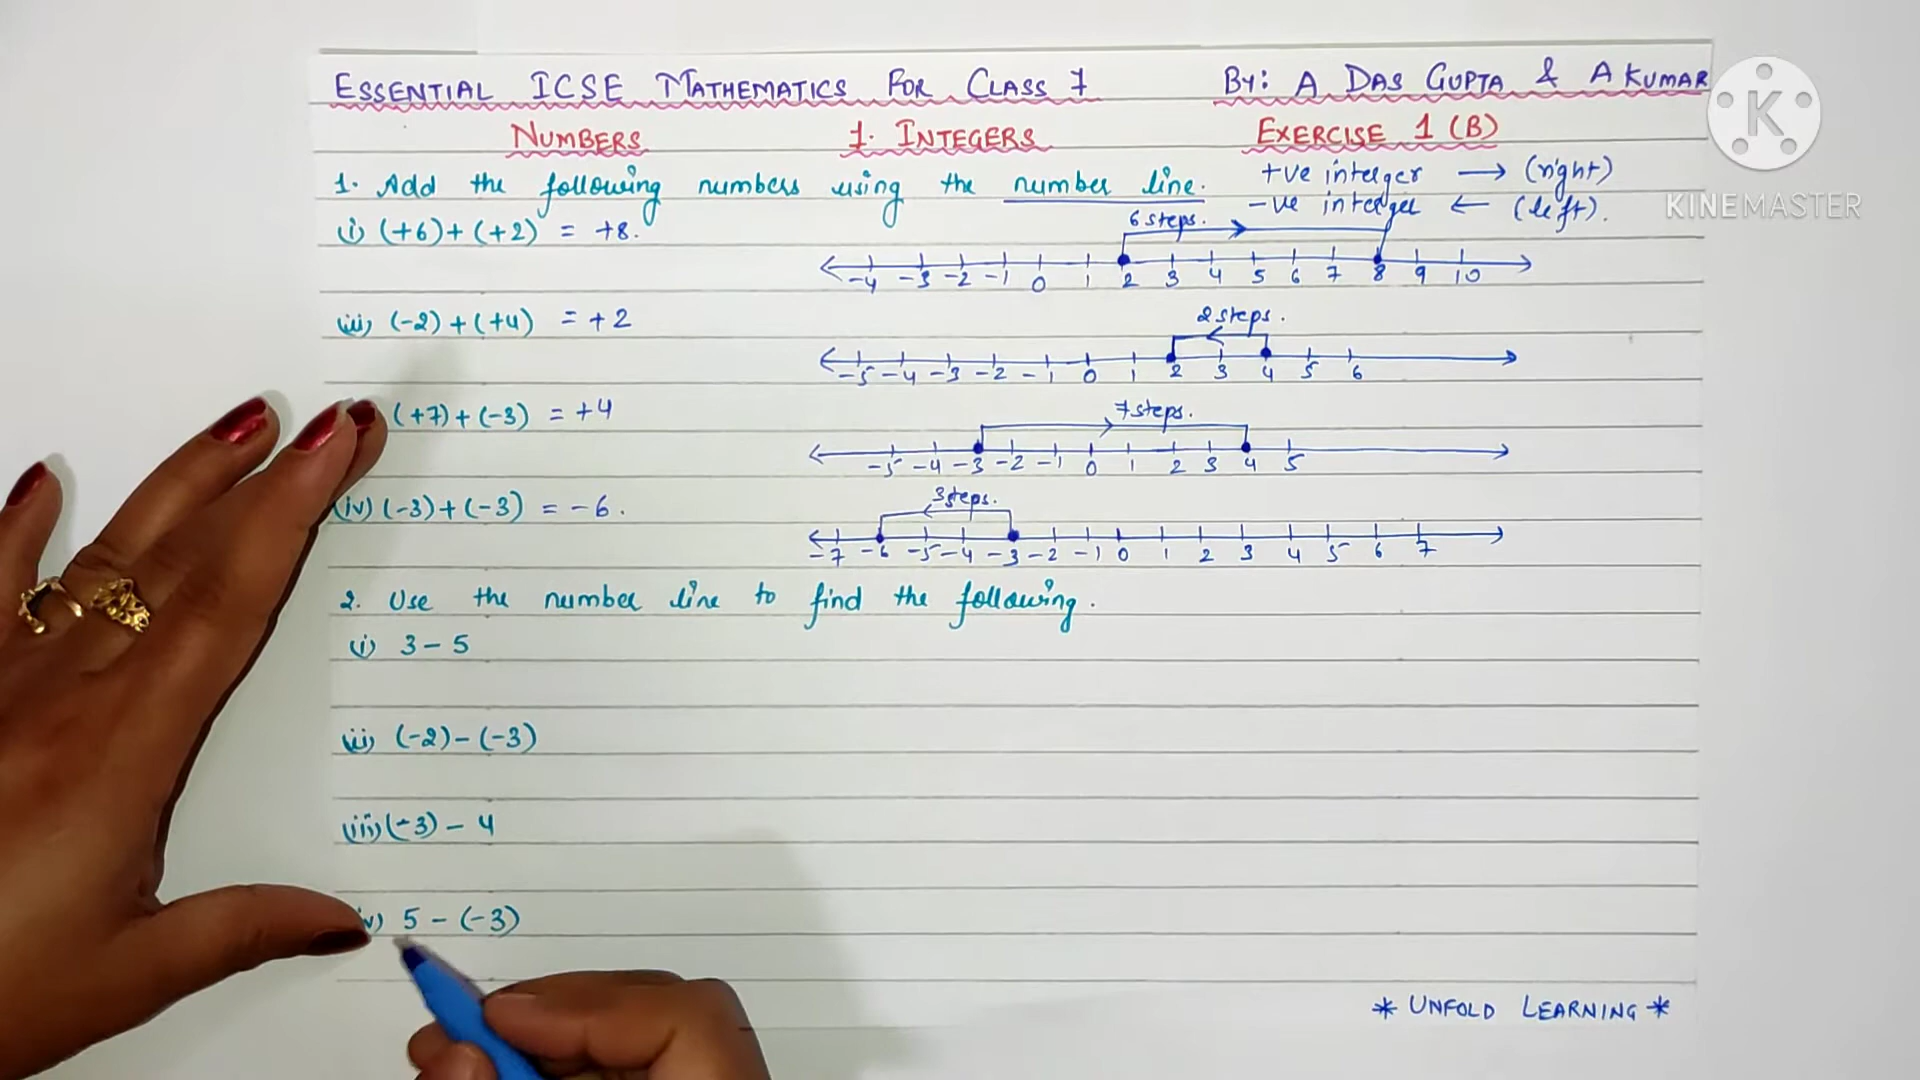 ESSENTIAL ICSE MATHEMATICS FOR CLASS 7 BY: A DAS GUPTA & A KUMAR
NUMBERS 1. INTEGERS EXERCISE 1 (B)
1. Add the following numbers using the number line.
+ve interger → (right)
-ve interger ← (left).
(i) (+6)+(+2) = +8.
6 steps.
-4 -3 -2 -1 0 1 2 3 4 5 6 7 8 9 10
(ii) (-2)+(+4) = +2
2 steps.
-5 -4 -3 -2 -1 0 1 2 3 4 5 6
(+7)+(-3) = +4
7 steps.
-5 -4 -3 -2 -1 0 1 2 3 4 5
(iv) (-3)+(-3) = -6.
3 steps.
-7 -6 -5 -4 -3 -2 -1 0 1 2 3 4 5 6 7
2. Use the number line to find the following.
(i) 3-5
(ii) (-2)-(-3)
(iii) (-3)-4
iv) 5-(-3)
* UNFOLD LEARNING *
K
KINEMASTER